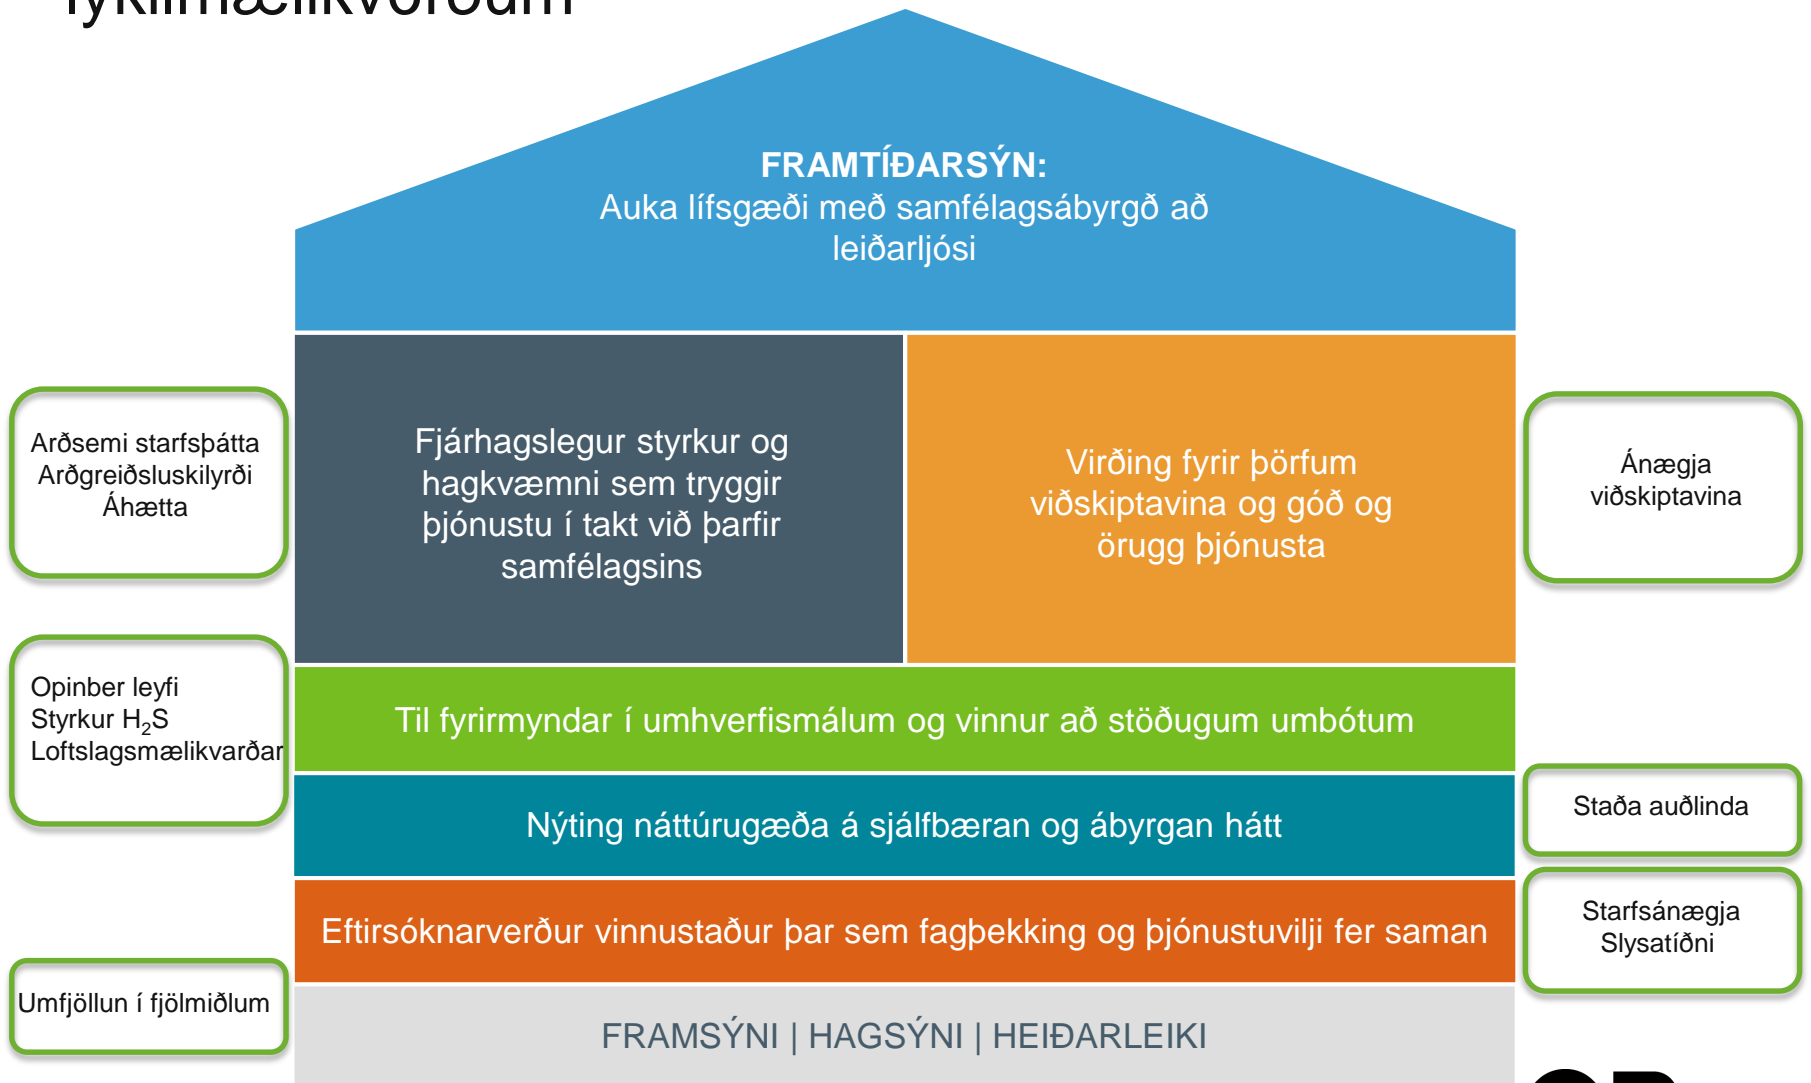 lykilmælikvörðum
FRAMTÍÐARSÝN:
Auka lífsgæði með samfélagsábyrgð að
leiðarljósi
Arðsemi starfsþátta
Arðgreiðsluskilyrði
Áhætta
Fjárhagslegur styrkur og
hagkvæmni sem tryggir
þjónustu í takt við þarfir
samfélagsins
Virðing fyrir þörfum
viðskiptavina og góð og
örugg þjónusta
Ánægja
viðskiptavina
Opinber leyfi
Styrkur H₂S
Loftslagsmælikvarðar
Til fyrirmyndar í umhverfismálum og vinnur að stöðugum umbótum
Nýting náttúrugæða á sjálfbæran og ábyrgan hátt
Staða auðlinda
Eftirsóknarverður vinnustaður þar sem fagþekking og þjónustuvilji fer saman
Starfsánægja
Slysatíðni
Umfjöllun í fjölmiðlum
FRAMSÝNI | HAGSÝNI | HEIÐARLEIKI